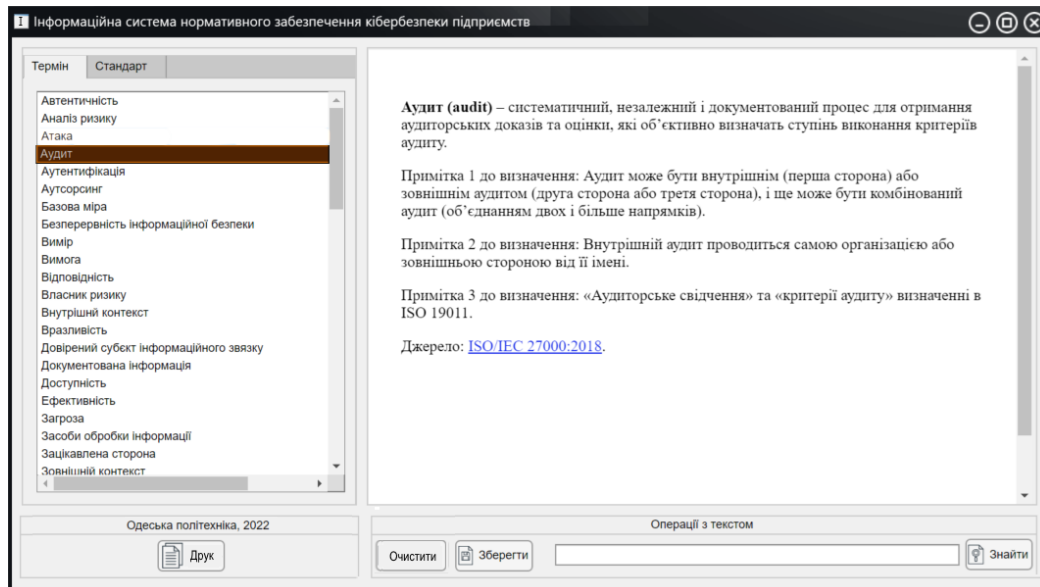 Інформаційна система нормативного забезпечення кібербезпеки підприємств
Термін
Стандарт
Автентичність
Аналіз ризику
Атака
Аудит
Аутентифікація
Аутсорсинг
Базова міра
Безперервність інформаційної безпеки
Вимір
Вимога
Відповідність
Власник ризику
Внутрішній контекст
Вразливість
Довірений субєкт інформаційного звязку
Документована інформація
Доступність
Ефективність
Загроза
Засоби обробки інформації
Зацікавлена сторона
Зовнішній контекст
Аудит (audit) – систематичний, незалежний і документований процес для отримання
аудиторських доказів та оцінки, які об’єктивно визначать ступінь виконання критеріїв
аудиту.
Примітка 1 до визначення: Аудит може бути внутрішнім (перша сторона) або
зовнішнім аудитом (друга сторона або третя сторона), і ще може бути комбінований
аудит (об’єднанням двох і більше напрямків).
Примітка 2 до визначення: Внутрішній аудит проводиться самою організацією або
зовнішньою стороною від її імені.
Примітка 3 до визначення: «Аудиторське свідчення» та «критерії аудиту» визначенні в
ISO 19011.
Джерело: ISO/IEC 27000:2018.
Одеська політехніка, 2022
Друк
Операції з текстом
Очистити
Зберегти
Знайти